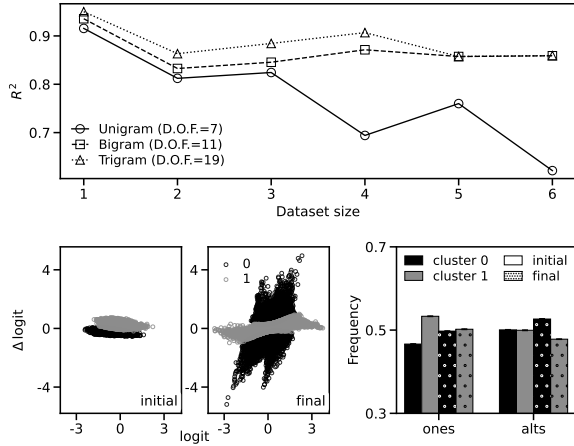 0.9
0.8
0.7
R²
Unigram (D.O.F.=7)
Bigram (D.O.F.=11)
Trigram (D.O.F.=19)
1 2 3 4 5 6
Dataset size
4
0
−4
Δ logit
initial
−3 0 3
0
1
final
−3 0 3
logit
0.7
0.5
0.3
Frequency
cluster 0 initial
cluster 1 final
ones alts